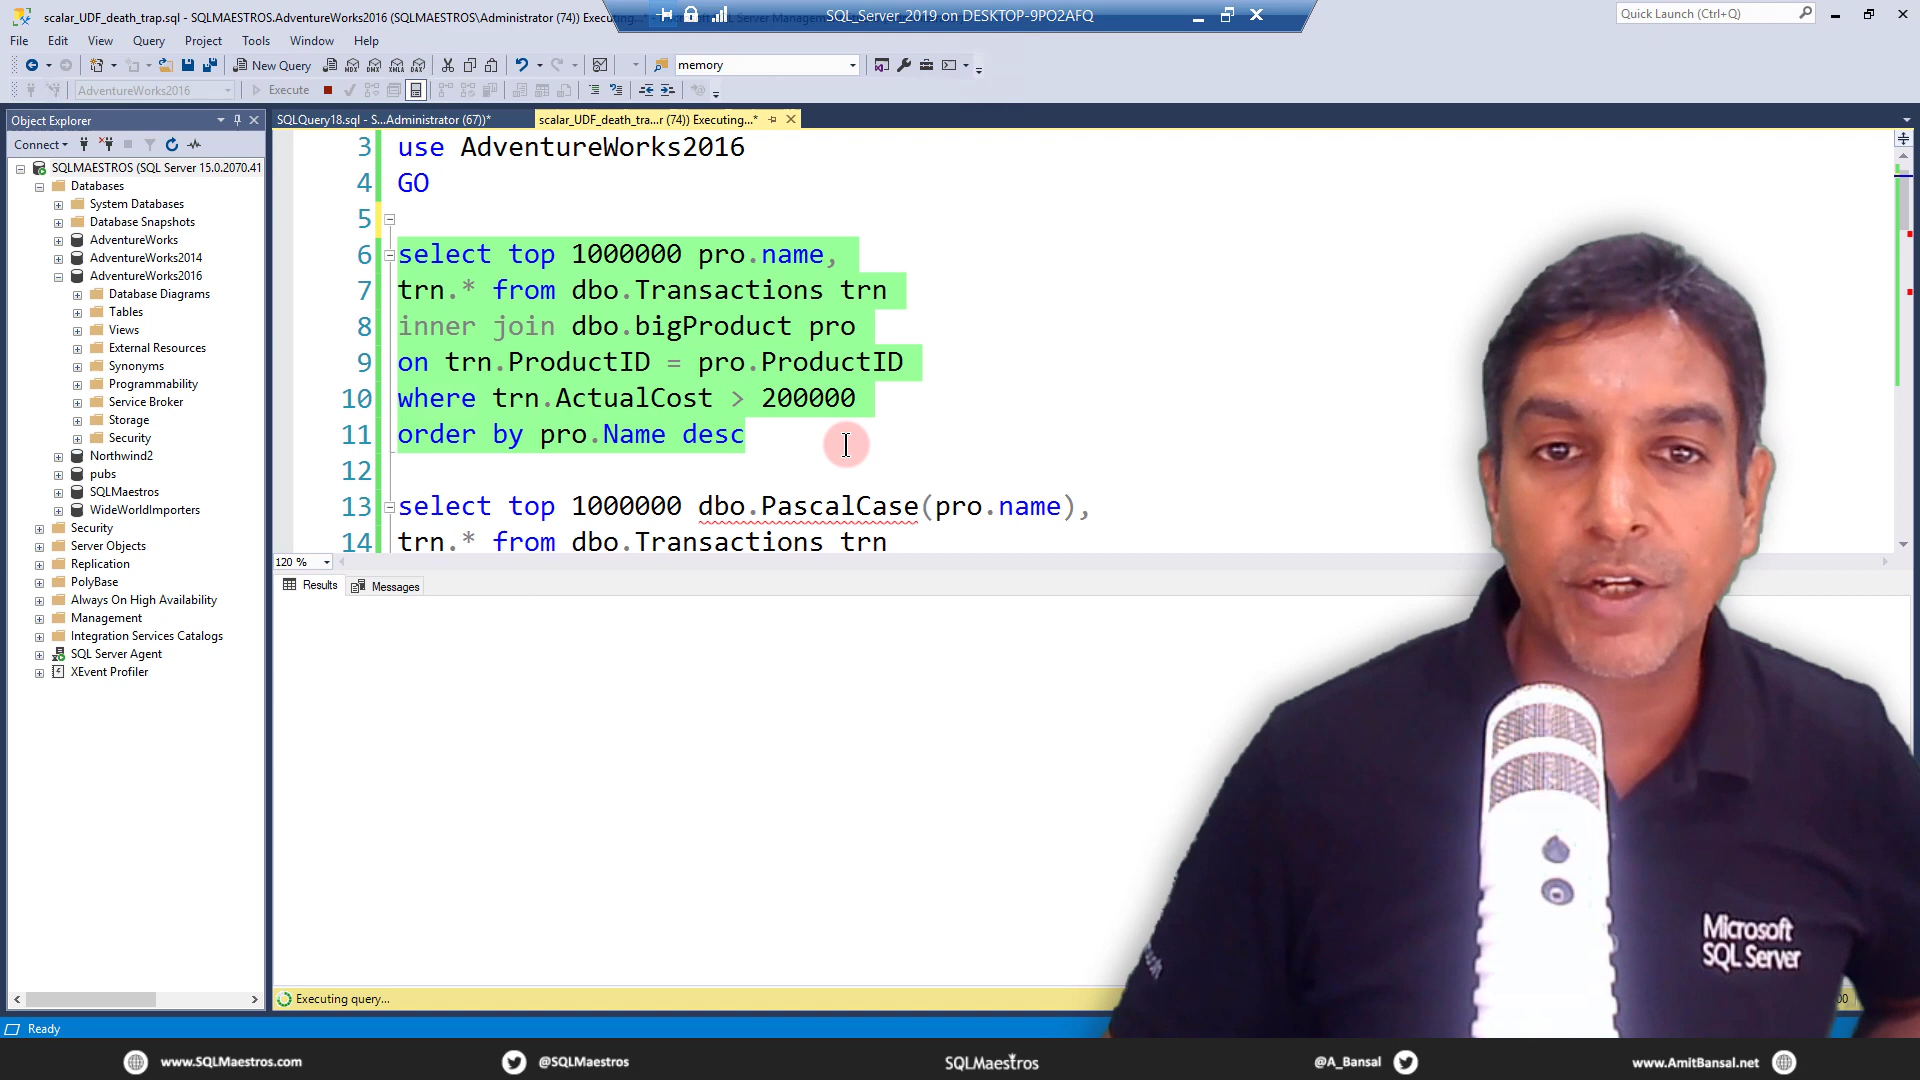 scalar_UDF_death_trap.sql - SQLMAESTROS.AdventureWorks2016 (SQLMAESTROS\Administrator (74)) Executing...*
SQL_Server_2019 on DESKTOP-9PO2AFQ
Quick Launch (Ctrl+Q)
File Edit View Query Project Tools Window Help
New Query MDX DMX XMLA DAX memory
AdventureWorks2016 Execute
Object Explorer
SQLQuery18.sql - S...Administrator (67))*
scalar_UDF_death_tra...r (74)) Executing...*
Connect
SQLMAESTROS (SQL Server 15.0.2070.41
Databases
System Databases
Database Snapshots
AdventureWorks
AdventureWorks2014
AdventureWorks2016
Database Diagrams
Tables
Views
External Resources
Synonyms
Programmability
Service Broker
Storage
Security
Northwind2
pubs
SQLMaestros
WideWorldImporters
Security
Server Objects
Replication
PolyBase
Always On High Availability
Management
Integration Services Catalogs
SQL Server Agent
XEvent Profiler
3 use AdventureWorks2016
4 GO
5
6 select top 1000000 pro.name,
7 trn.* from dbo.Transactions trn
8 inner join dbo.bigProduct pro
9 on trn.ProductID = pro.ProductID
10 where trn.ActualCost > 200000
11 order by pro.Name desc
12
13 select top 1000000 dbo.PascalCase(pro.name),
14 trn.* from dbo.Transactions trn
120 %
Results Messages
Executing query...
Ready
Microsoft
SQL Server
www.SQLMaestros.com
@SQLMaestros
SQLMaestros
@A_Bansal
www.AmitBansal.net